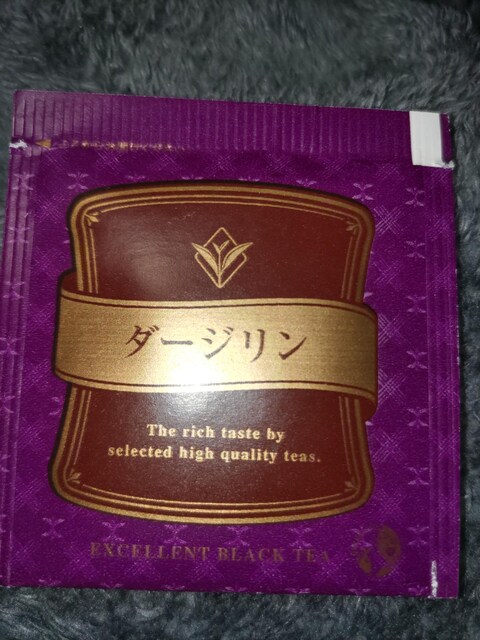 ダージリン
The rich taste by
selected high quality teas.
EXCELLENT BLACK TEA